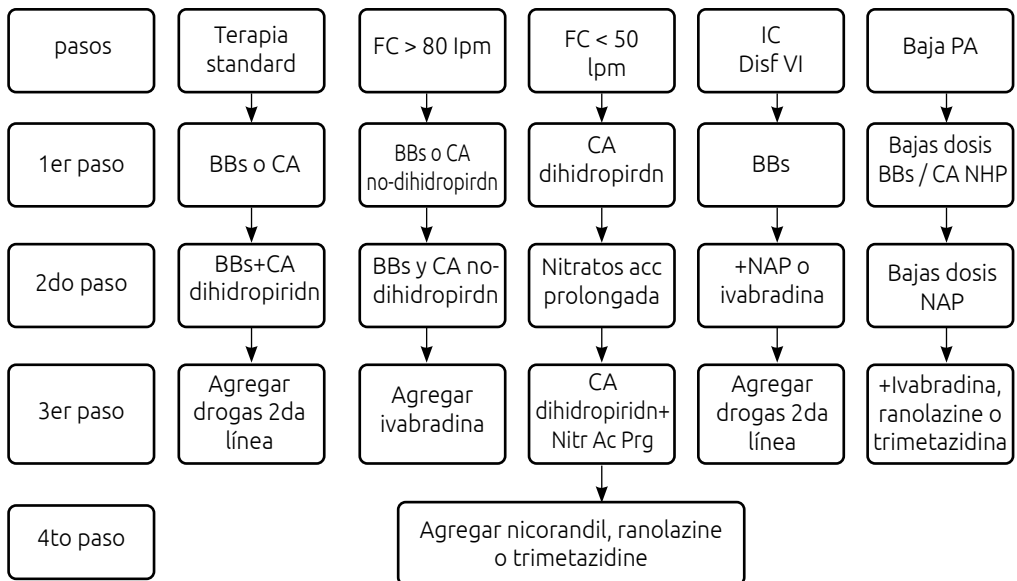 pasos
Terapia
standard
FC > 80 lpm
FC < 50
lpm
IC
Disf VI
Baja PA
1er paso
BBs o CA
BBs o CA
no-dihidropirdn
CA
dihidropirdn
BBs
Bajas dosis
BBs / CA NHP
2do paso
BBs+CA
dihidropiridn
BBs y CA no-
dihidropirdn
Nitratos acc
prolongada
+NAP o
ivabradina
Bajas dosis
NAP
3er paso
Agregar
drogas 2da
línea
Agregar
ivabradina
CA
dihidropiridn+
Nitr Ac Prg
Agregar
drogas 2da
línea
+Ivabradina,
ranolazine o
trimetazidina
4to paso
Agregar nicorandil, ranolazine
o trimetazidine